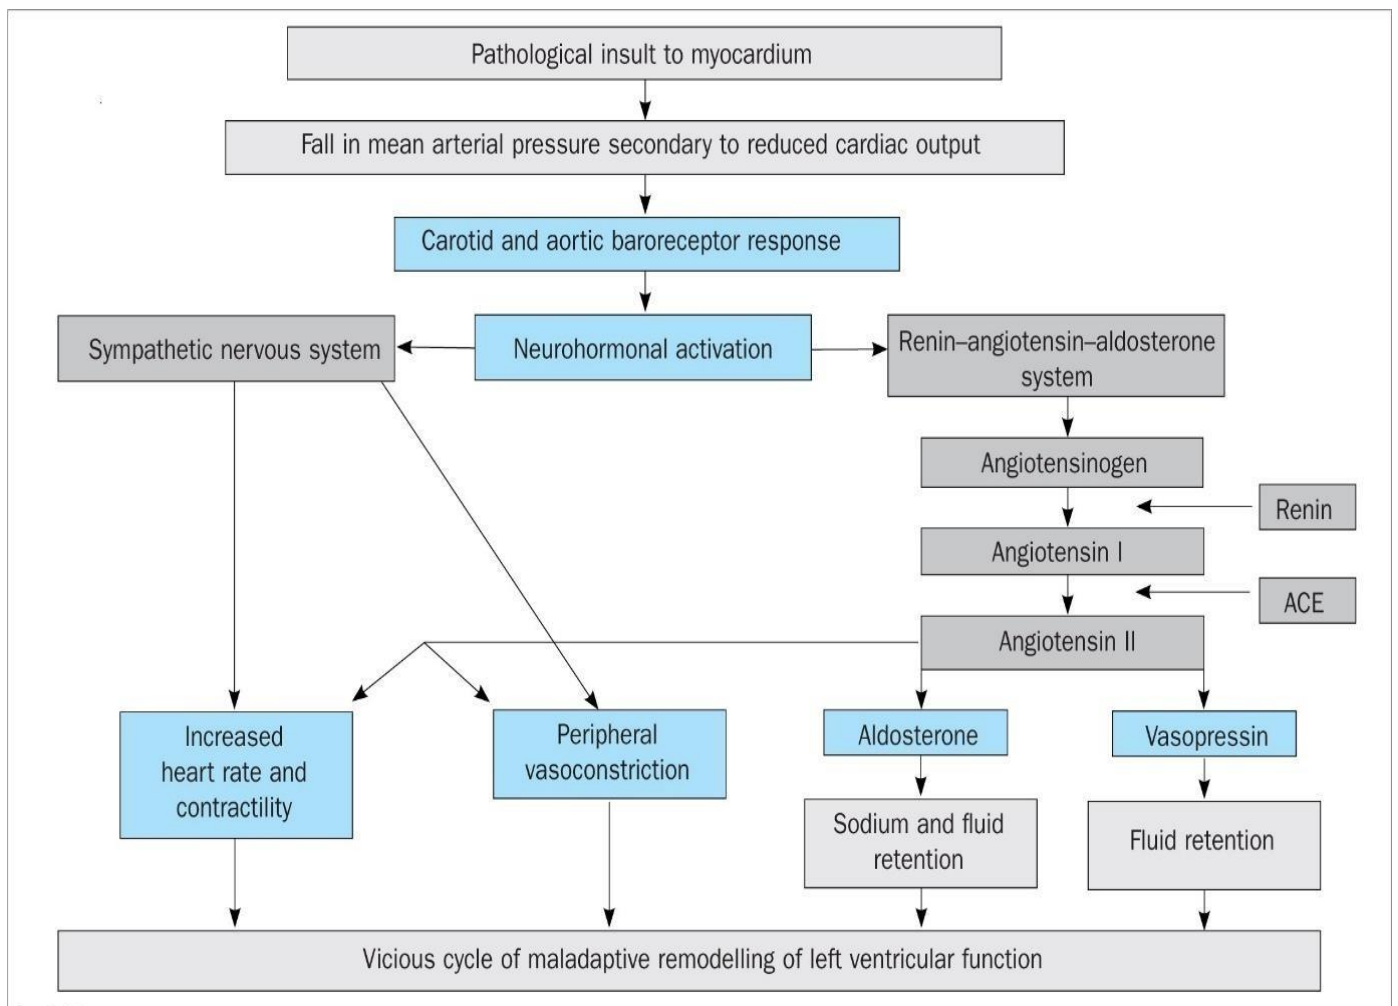 Pathological insult to myocardium
Fall in mean arterial pressure secondary to reduced cardiac output
Carotid and aortic baroreceptor response
Sympathetic nervous system
Neurohormonal activation
Renin–angiotensin–aldosterone
system
Angiotensinogen
Renin
Angiotensin I
ACE
Angiotensin II
Increased
heart rate and
contractility
Peripheral
vasoconstriction
Aldosterone
Vasopressin
Sodium and fluid
retention
Fluid retention
Vicious cycle of maladaptive remodelling of left ventricular function